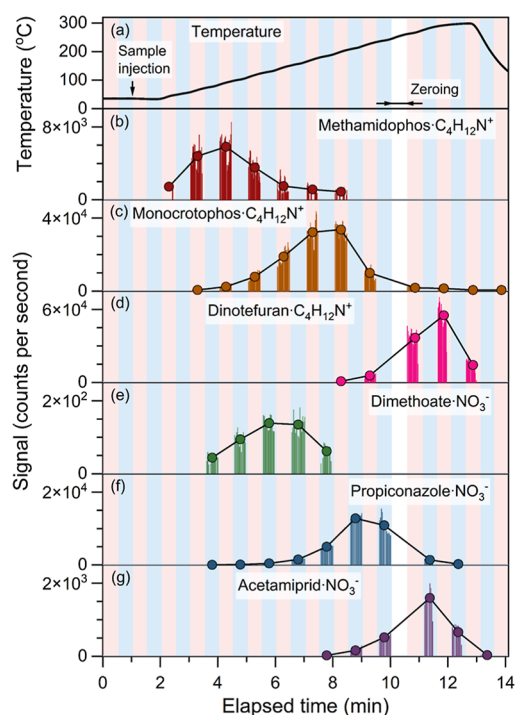 300
(a)
Temperature
200
Sample
injection
100
Zeroing
0
Temperature (°C)
8×10³
(b)
Methamidophos·C₄H₁₂N⁺
0
4×10⁴
(c)
Monocrotophos·C₄H₁₂N⁺
0
(d)
6×10⁴
Dinotefuran·C₄H₁₂N⁺
0
(e)
Dimethoate·NO₃⁻
2×10²
0
(f)
Propiconazole·NO₃⁻
2×10⁴
0
(g)
Acetamiprid·NO₃⁻
2×10³
0
Signal (counts per second)
0 2 4 6 8 10 12 14
Elapsed time (min)